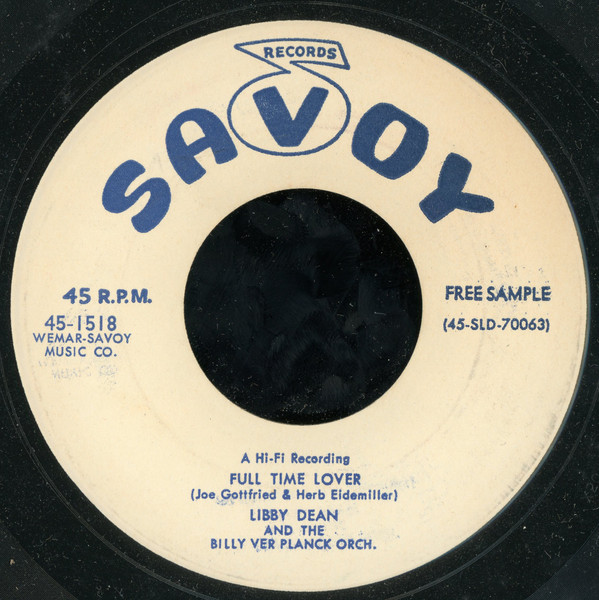 RECORDS
SAVOY
45 R.P.M.
45-1518
WEMAR-SAVOY
MUSIC CO.
FREE SAMPLE
(45-SLD-70063)
A Hi-Fi Recording
FULL TIME LOVER
(Joe Gottfried & Herb Eidemiller)
LIBBY DEAN
AND THE
BILLY VER PLANCK ORCH.